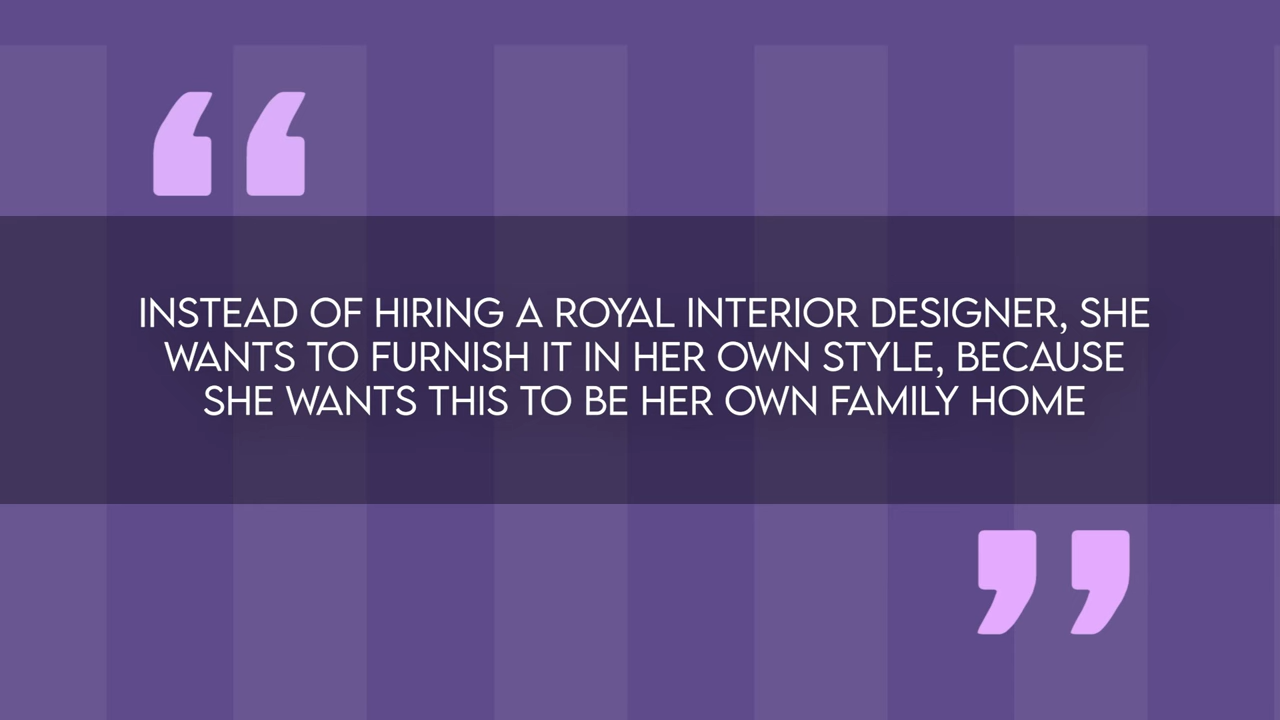 “
INSTEAD OF HIRING A ROYAL INTERIOR DESIGNER, SHE
WANTS TO FURNISH IT IN HER OWN STYLE, BECAUSE
SHE WANTS THIS TO BE HER OWN FAMILY HOME
”